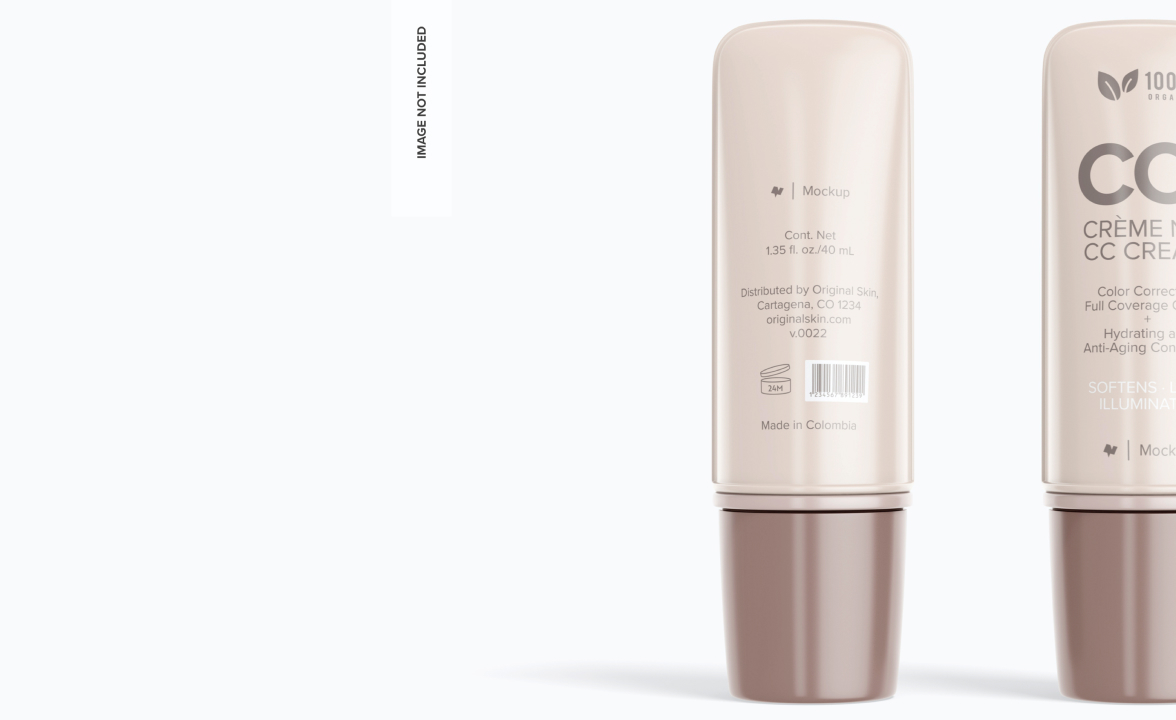 IMAGE NOT INCLUDED
Mockup
Cont. Net
1.35 fl. oz./40 mL
Distributed by Original Skin,
Cartagena, CO 1234
originalskin.com
v.0022
24M
Made in Colombia
100
ORGA
CC
CRÈME N
CC CREA
Color Correc
Full Coverage C
+
Hydrating a
Anti-Aging Con
SOFTENS · L
ILLUMINAT
Mock